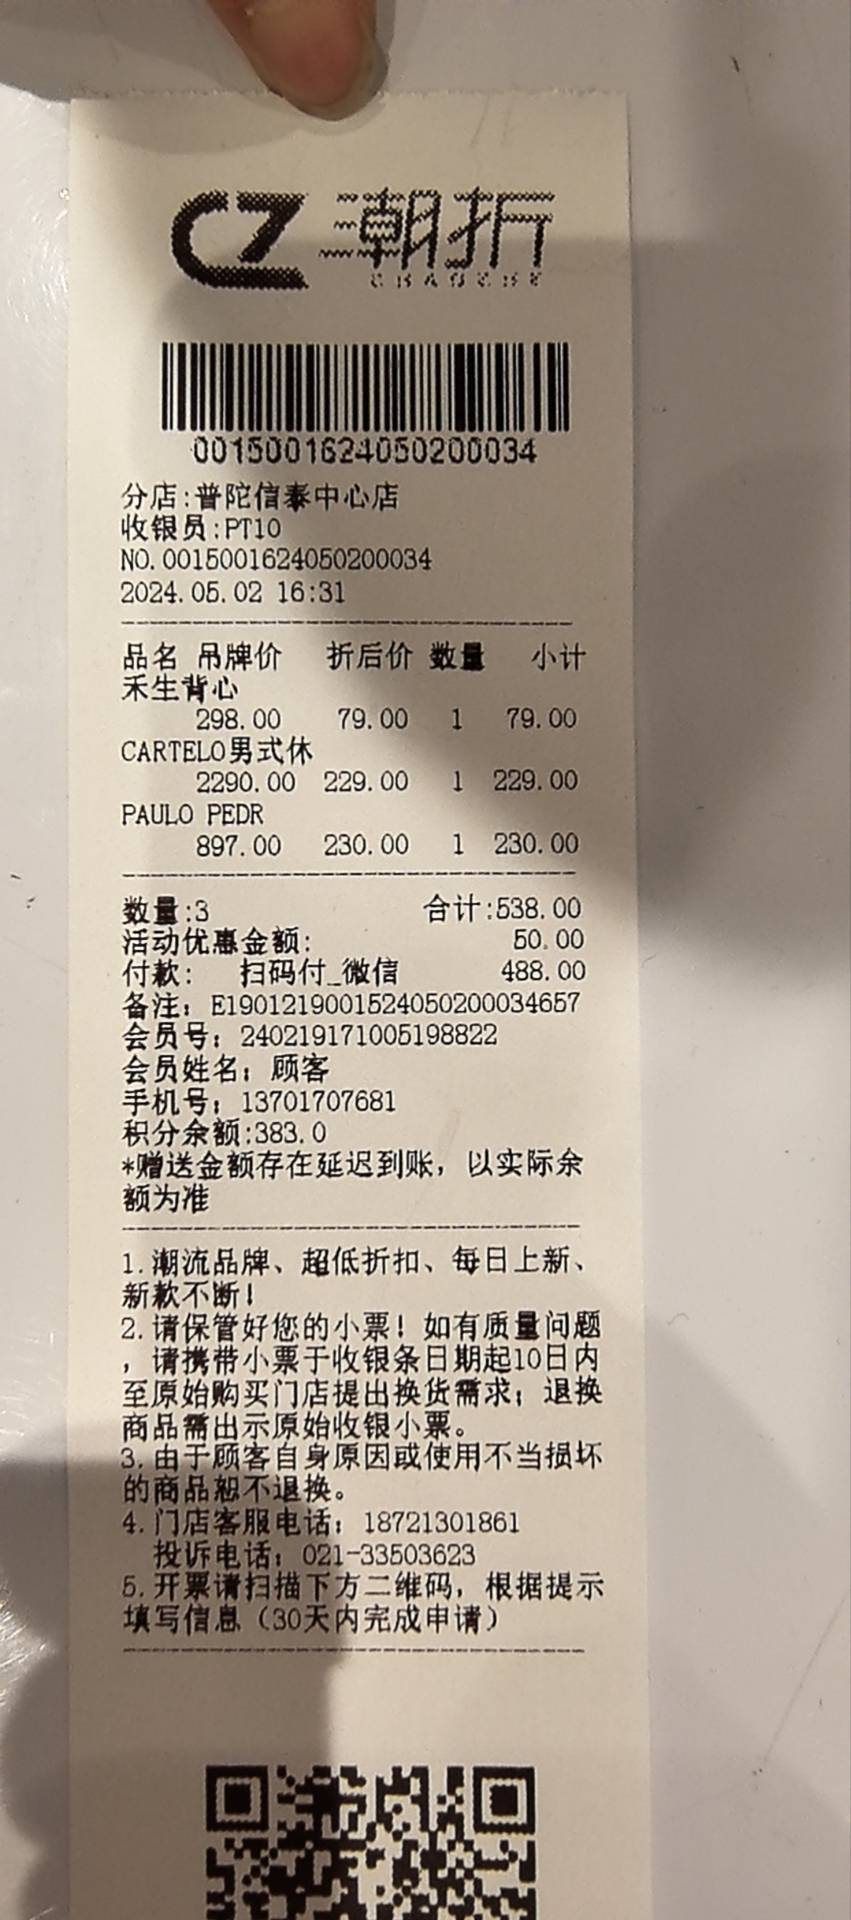 CZ 潮折
CHAOZHE
0015001624050200034
分店:普陀信泰中心店
收银员:PT10
NO.0015001624050200034
2024.05.02 16:31
品名 吊牌价 折后价 数量 小计
禾生背心
298.00 79.00 1 79.00
CARTELO男式休
2290.00 229.00 1 229.00
PAULO PEDR
897.00 230.00 1 230.00
数量:3 合计:538.00
活动优惠金额: 50.00
付款: 扫码付_微信 488.00
备注: E19012190015240502000​34657
会员号: 240219171005198822
会员姓名: 顾客
手机号: 13701707681
积分余额:383.0
*赠送金额存在延迟到账，以实际余
额为准
1.潮流品牌、超低折扣、每日上新、
新款不断!
2.请保管好您的小票! 如有质量问题
，请携带小票于收银条日期起10日内
至原始购买门店提出换货需求; 退换
商品需出示原始收银小票。
3.由于顾客自身原因或使用不当损坏
的商品恕不退换。
4.门店客服电话: 18721301861
投诉电话: 021-33503623
5.开票请扫描下方二维码，根据提示
填写信息（30天内完成申请）